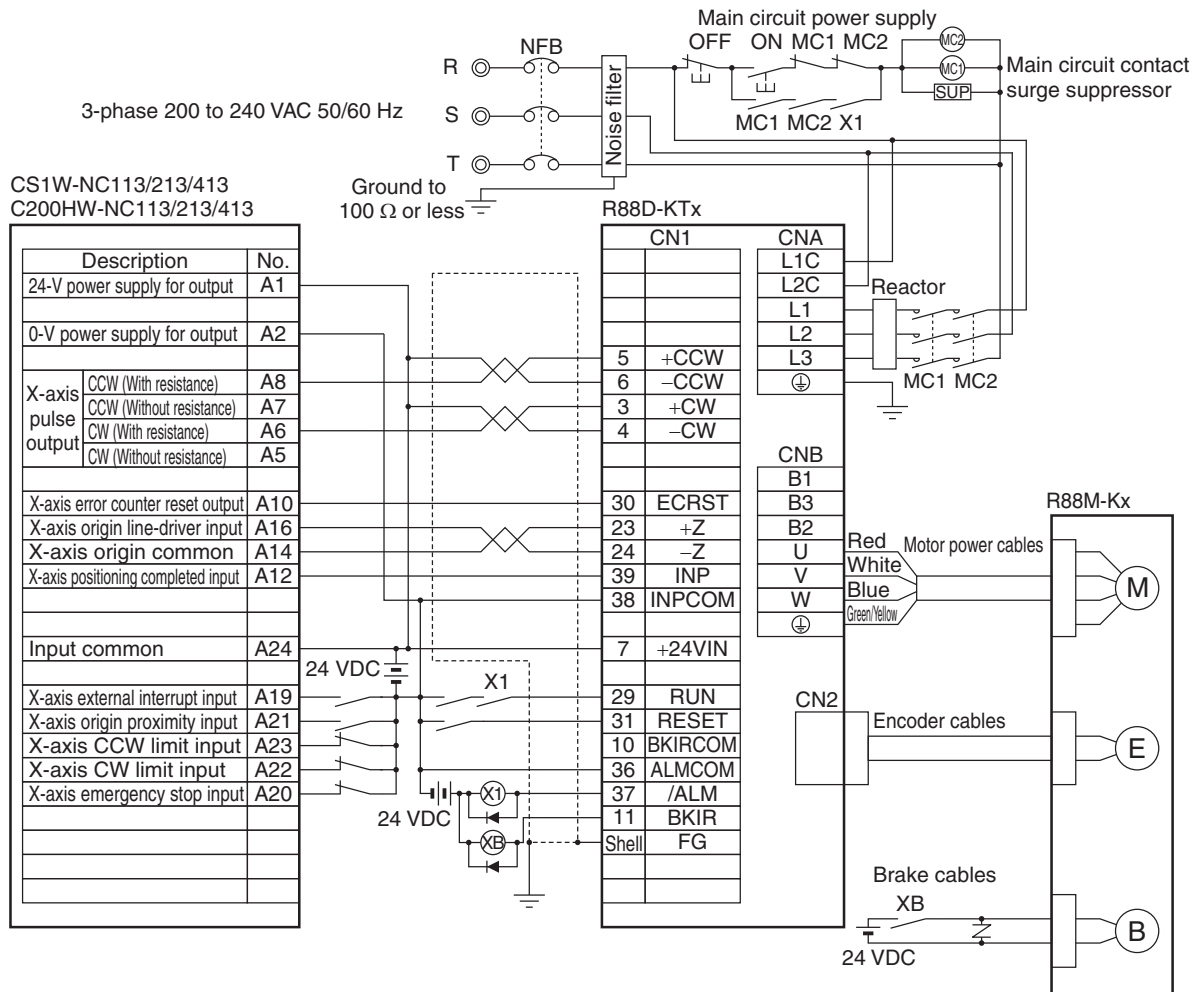 Main circuit power supply
OFF ON MC1 MC2
MC2
NFB
R
MC1
Main circuit contact
surge suppressor
SUP
3-phase 200 to 240 VAC 50/60 Hz
S
Noise filter
MC1 MC2 X1
T
Ground to
100 Ω or less
CS1W-NC113/213/413
C200HW-NC113/213/413
R88D-KTx
CN1
CNA
Description No.
L1C
24-V power supply for output A1
L2C
Reactor
L1
0-V power supply for output A2
L2
5 +CCW
L3
X-axis pulse output
CCW (With resistance) A8
6 −CCW
MC1 MC2
CCW (Without resistance) A7
3 +CW
CW (With resistance) A6
4 −CW
CW (Without resistance) A5
CNB
B1
X-axis error counter reset output A10
30 ECRST
B3
R88M-Kx
X-axis origin line-driver input A16
23 +Z
B2
X-axis origin common A14
24 −Z
U
Red
Motor power cables
X-axis positioning completed input A12
39 INP
V
White
M
38 INPCOM
W
Blue
Green/Yellow
Input common A24
7 +24VIN
24 VDC
X1
X-axis external interrupt input A19
29 RUN
CN2
X-axis origin proximity input A21
31 RESET
Encoder cables
X-axis CCW limit input A23
10 BKIRCOM
E
X-axis CW limit input A22
36 ALMCOM
X-axis emergency stop input A20
X1
37 /ALM
24 VDC
11 BKIR
XB
Shell FG
Brake cables
XB
B
24 VDC